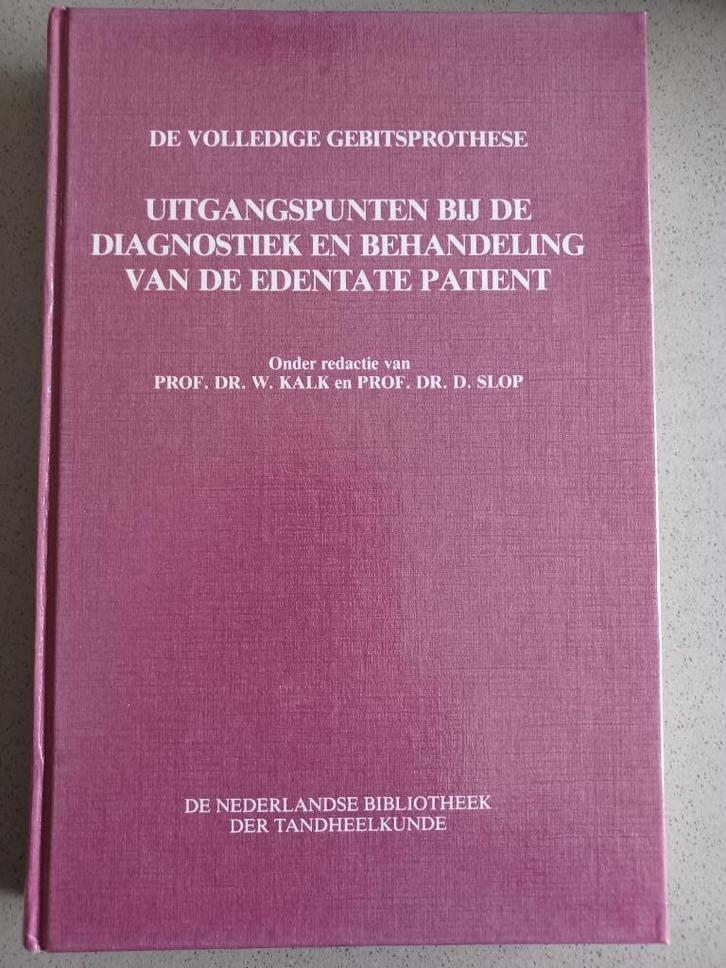 DE VOLLEDIGE GEBITSPROTHESE
UITGANGSPUNTEN BIJ DE
DIAGNOSTIEK EN BEHANDELING
VAN DE EDENTATE PATIENT
Onder redactie van
PROF. DR. W. KALK en PROF. DR. D. SLOP
DE NEDERLANDSE BIBLIOTHEEK
DER TANDHEELKUNDE